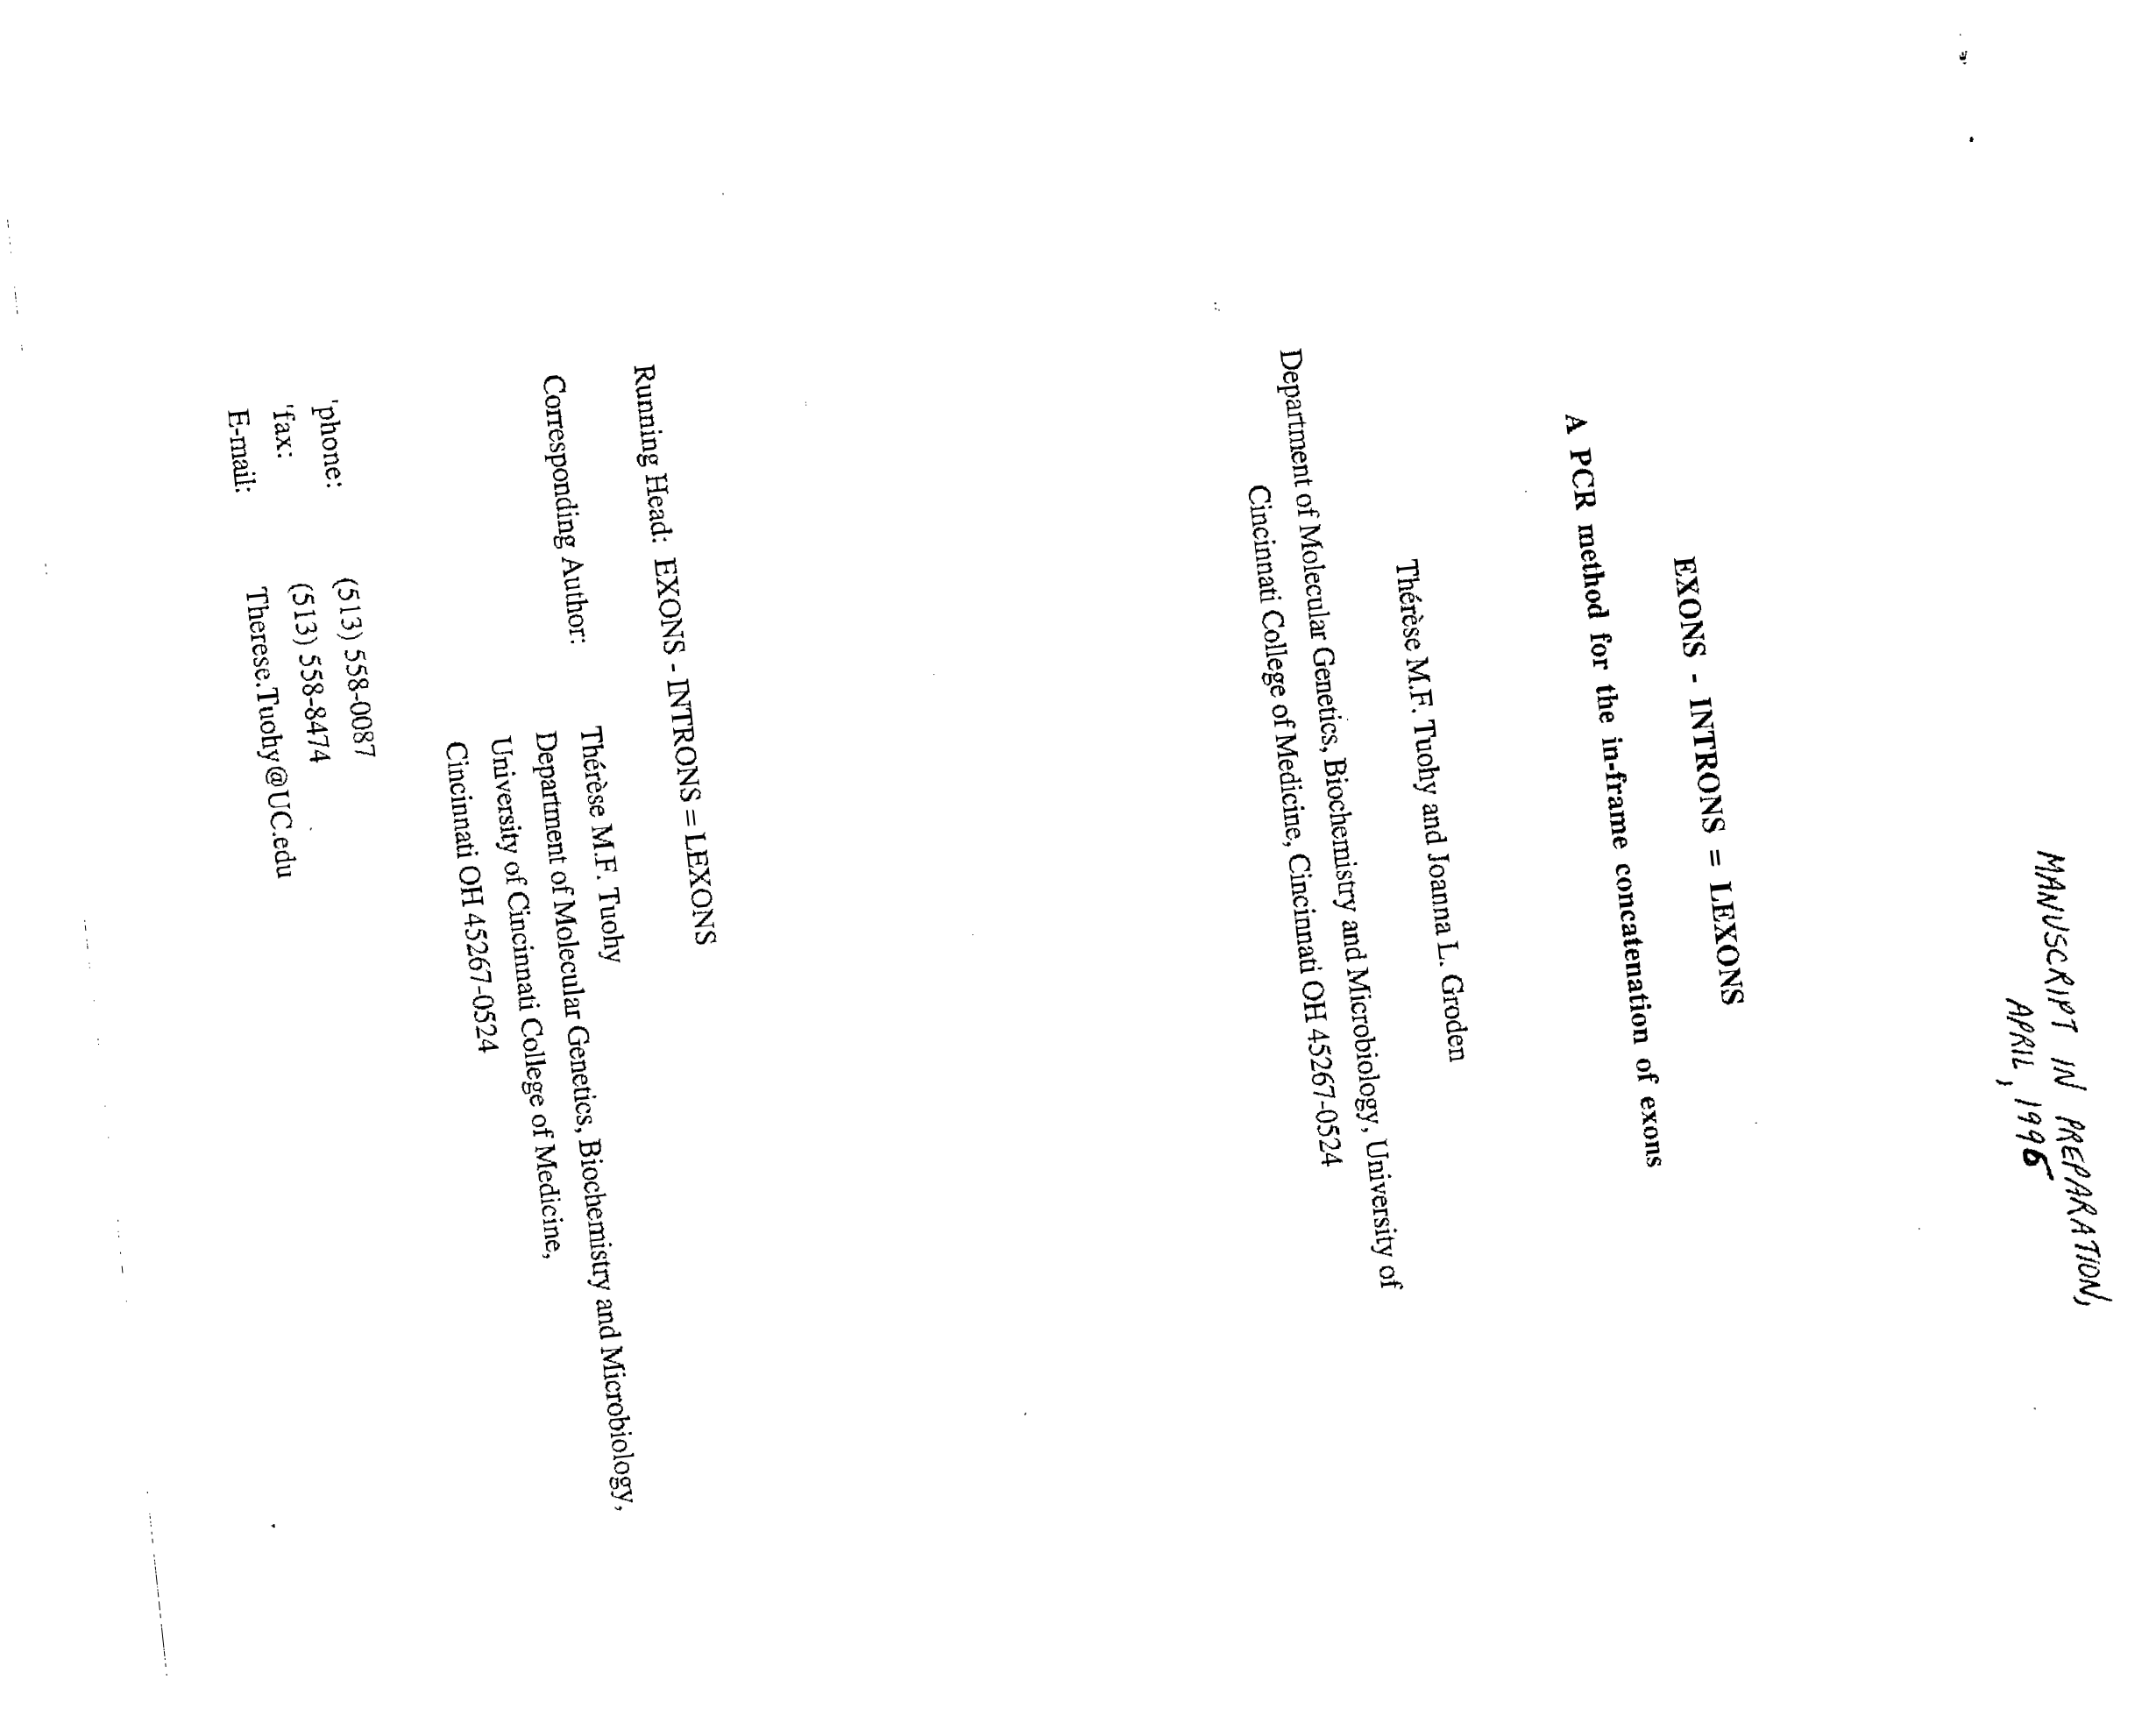 MANUSCRIPT IN PREPARATION,
APRIL, 1996
EXONS - INTRONS = LEXONS
A PCR method for the in-frame concatenation of exons
Thérèse M.F. Tuohy and Joanna L. Groden
Department of Molecular Genetics, Biochemistry and Microbiology, University of
Cincinnati College of Medicine, Cincinnati OH 45267-0524
Running Head: EXONS - INTRONS = LEXONS
Corresponding Author: Thérèse M.F. Tuohy
Department of Molecular Genetics, Biochemistry and Microbiology,
University of Cincinnati College of Medicine,
Cincinnati OH 45267-0524
'phone: (513) 558-0087
'fax: (513) 558-8474
E-mail: Therese.Tuohy@UC.edu